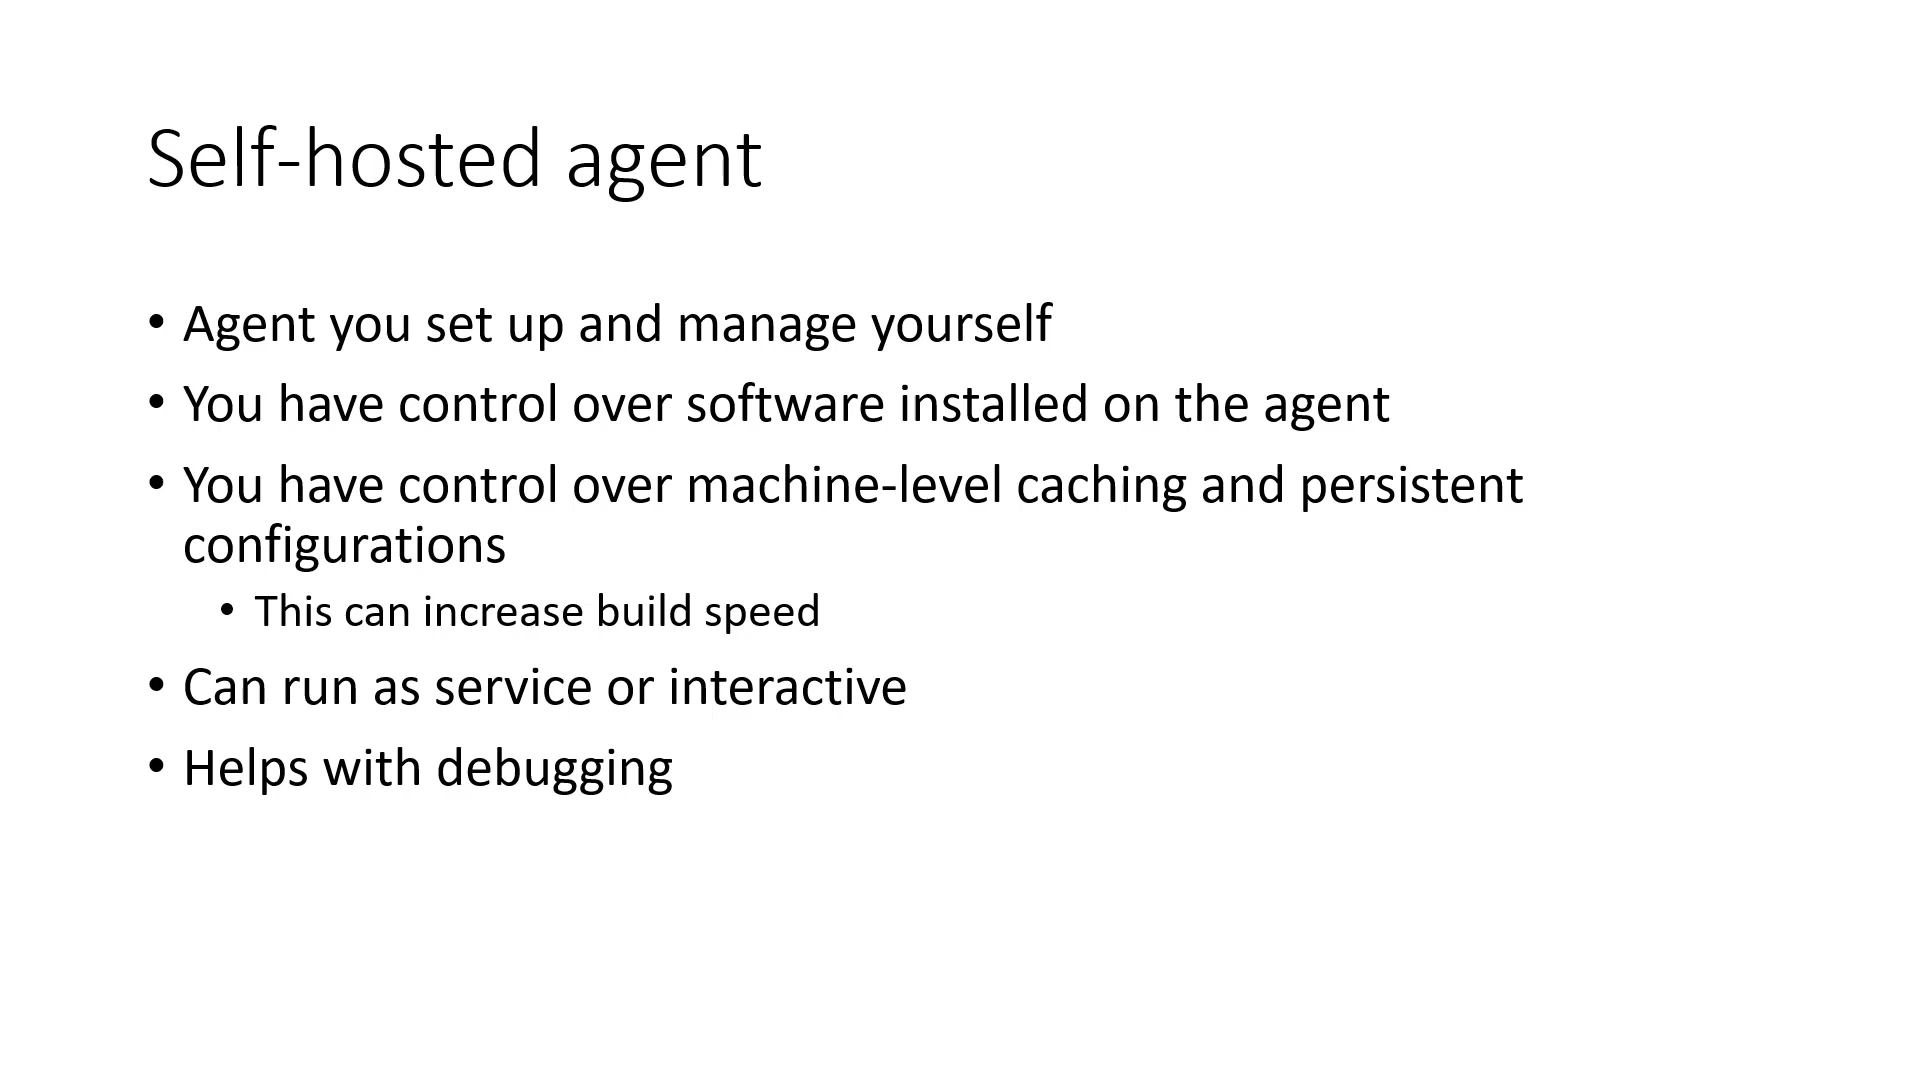 Self-hosted agent
• Agent you set up and manage yourself
• You have control over software installed on the agent
• You have control over machine-level caching and persistent
configurations
• This can increase build speed
• Can run as service or interactive
• Helps with debugging